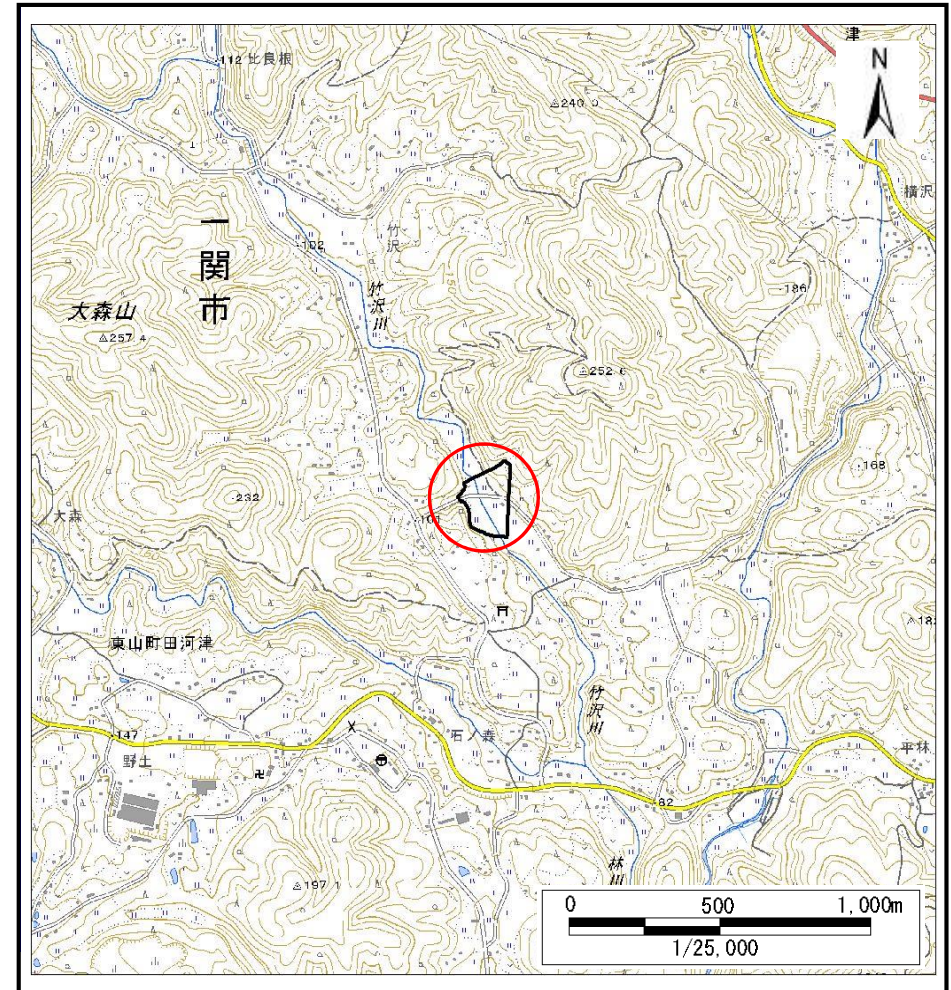 津
N
112 比良根
240.0
横沢
竹沢
102
一関市
186
竹沢川
大森山
257.4
252.6
168
232
101
大森
東山町田河津
竹沢川
147
石ノ森
平林
野土
82
林川
197.1
0 500 1,000m
1/25,000